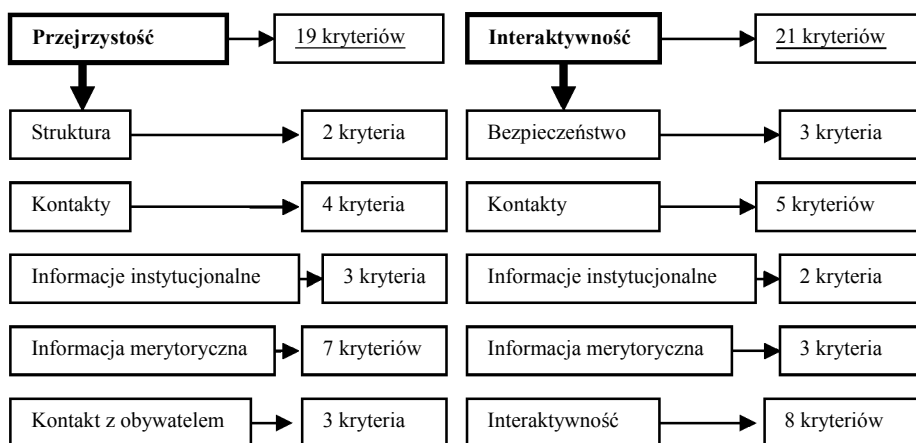 Przejrzystość 19 kryteriów Interaktywność 21 kryteriów
Struktura 2 kryteria Bezpieczeństwo 3 kryteria
Kontakty 4 kryteria Kontakty 5 kryteriów
Informacje instytucjonalne 3 kryteria Informacje instytucjonalne 2 kryteria
Informacja merytoryczna 7 kryteriów Informacja merytoryczna 3 kryteria
Kontakt z obywatelem 3 kryteria Interaktywność 8 kryteriów